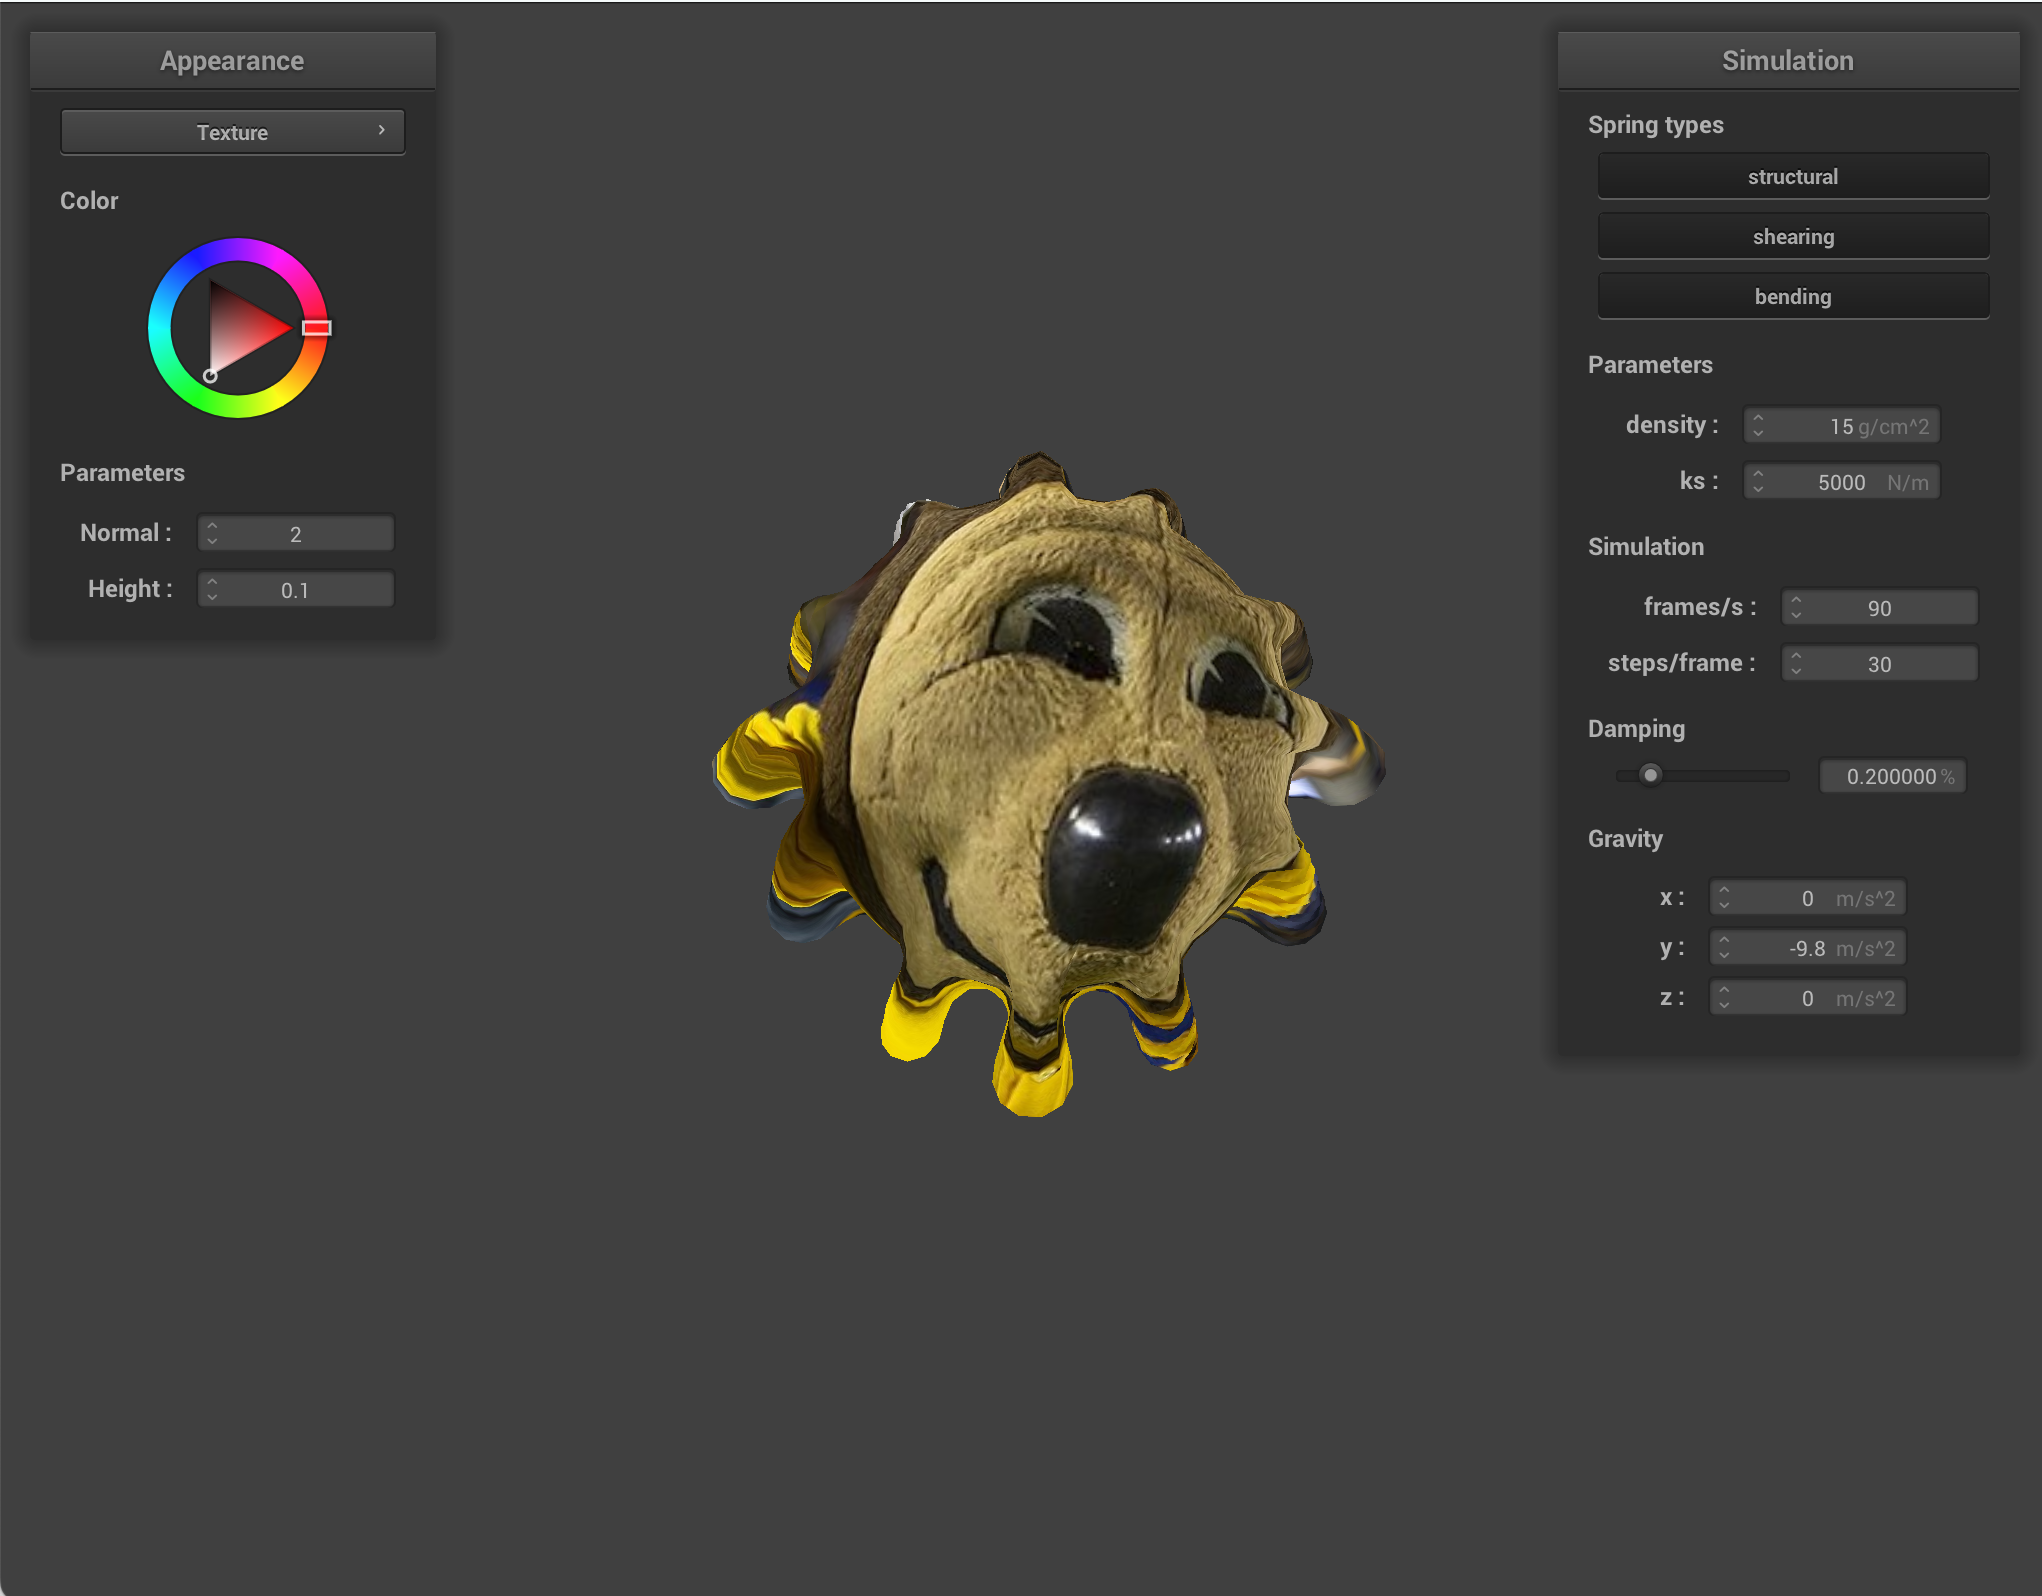 Appearance
Texture
Color
Parameters
Normal : 2
Height : 0.1
Simulation
Spring types
structural
shearing
bending
Parameters
density : 15 g/cm^2
ks : 5000 N/m
Simulation
frames/s : 90
steps/frame : 30
Damping
0.200000 %
Gravity
x : 0 m/s^2
y : -9.8 m/s^2
z : 0 m/s^2